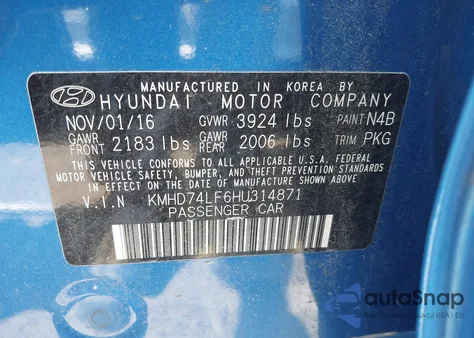 MANUFACTURED IN KOREA BY
HYUNDAI MOTOR COMPANY
NOV/01/16 GVWR 3924 lbs PAINT N4B
GAWR FRONT 2183 lbs GAWR REAR 2006 lbs TRIM PKG
THIS VEHICLE CONFORMS TO ALL APPLICABLE U.S.A. FEDERAL
MOTOR VEHICLE SAFETY, BUMPER, AND THEFT PREVENTION
STANDARDS IN EFFECT ON THE DATE OF MANUFACTURE SHOWN ABOVE.
V.I.N KMHD74LF6HU314871
PASSENGER CAR
autoSnap